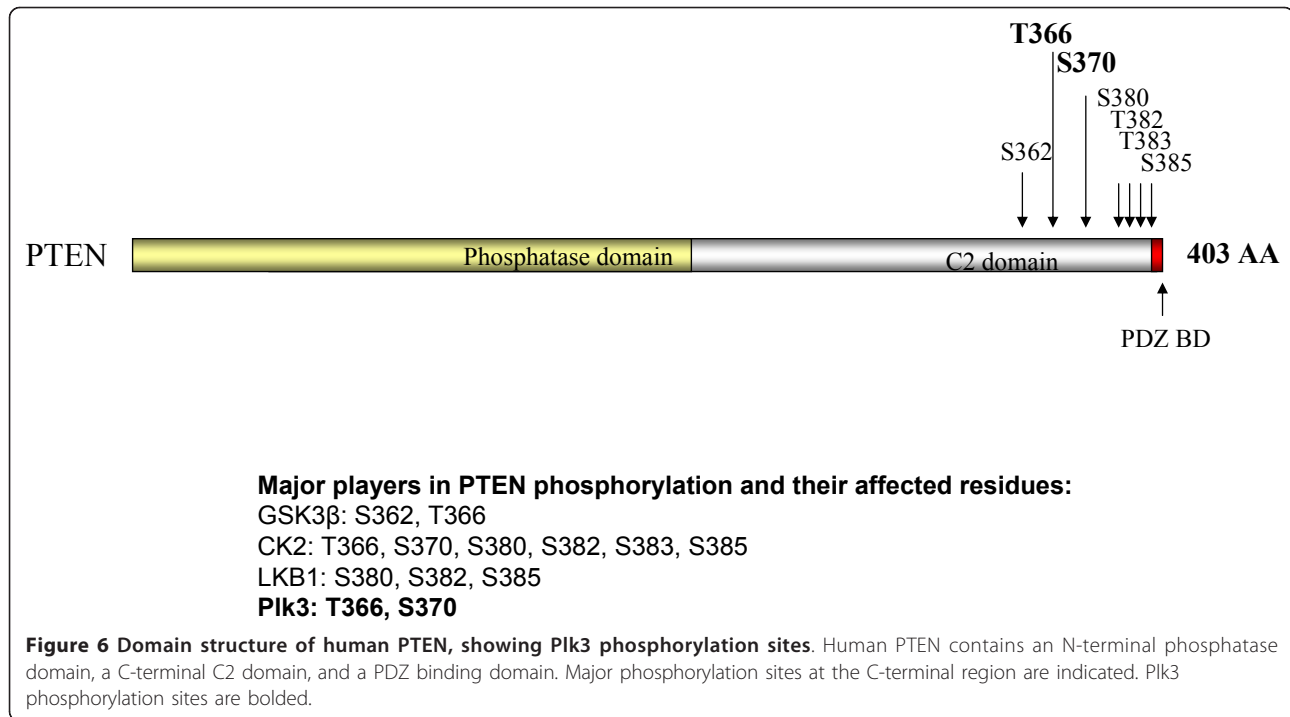 T366
S370
S380
T382
T383
S362
S385
PTEN
Phosphatase domain
C2 domain
403 AA
PDZ BD
Major players in PTEN phosphorylation and their affected residues:
GSK3β: S362, T366
CK2: T366, S370, S380, S382, S383, S385
LKB1: S380, S382, S385
Plk3: T366, S370
Figure 6 Domain structure of human PTEN, showing Plk3 phosphorylation sites. Human PTEN contains an N-terminal phosphatase
domain, a C-terminal C2 domain, and a PDZ binding domain. Major phosphorylation sites at the C-terminal region are indicated. Plk3
phosphorylation sites are bolded.